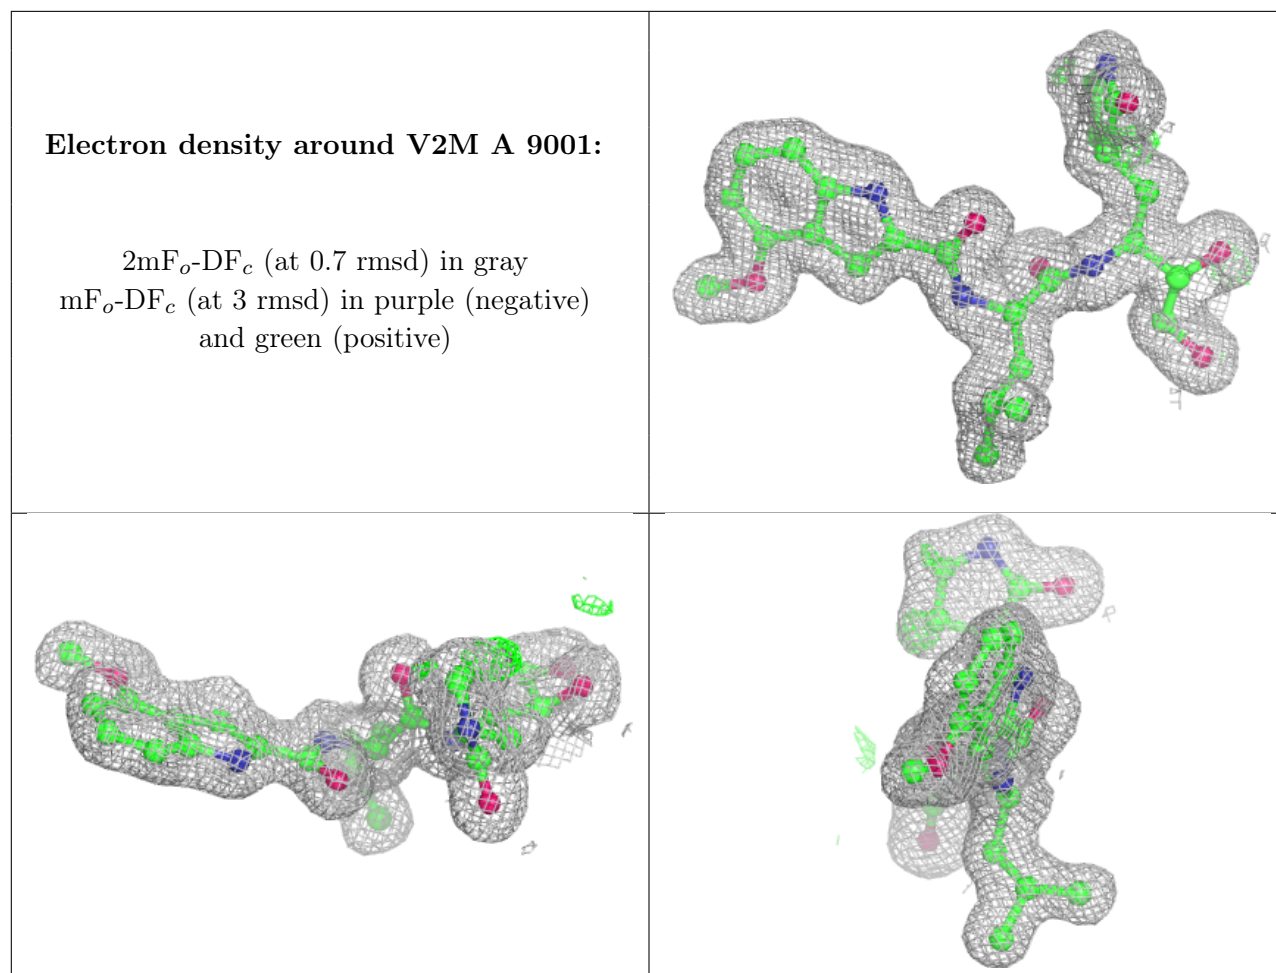 Electron density around V2M A 9001:
2mFo-DFc (at 0.7 rmsd) in gray
mFo-DFc (at 3 rmsd) in purple (negative)
and green (positive)